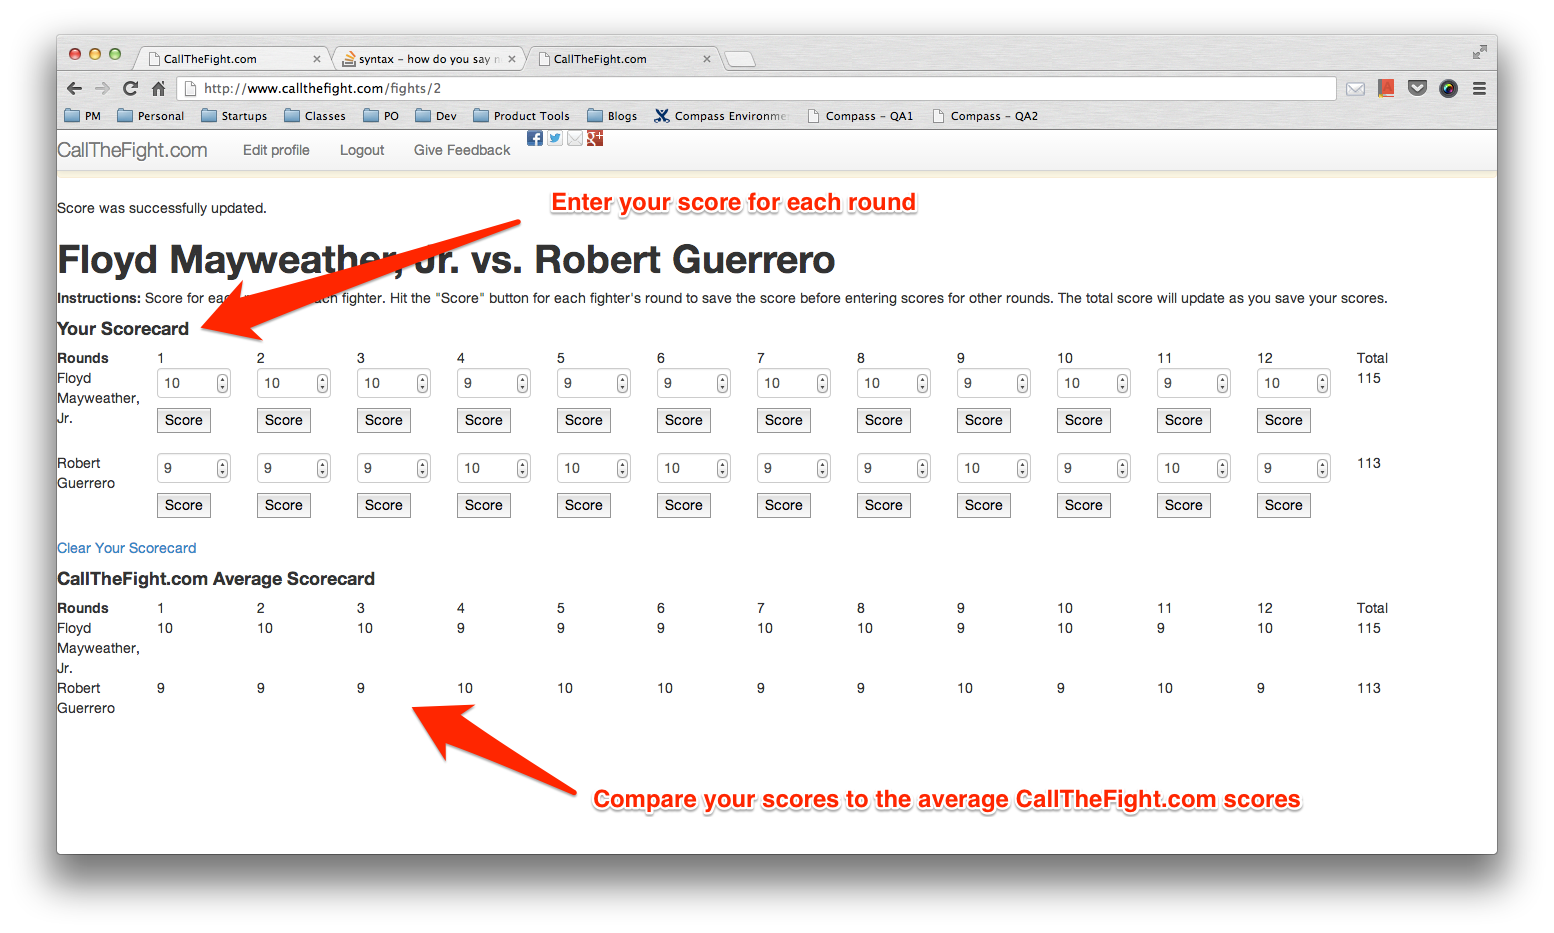 CallTheFight.com
syntax - how do you say n
CallTheFight.com
http://www.callthefight.com/fights/2
PM Personal Startups Classes PO Dev Product Tools Blogs Compass Environme Compass - QA1 Compass - QA2
CallTheFight.com Edit profile Logout Give Feedback
Score was successfully updated.
Enter your score for each round
Floyd Mayweather, Jr. vs. Robert Guerrero
Instructions: Score for each fighter. Hit the "Score" button for each fighter's round to save the score before entering scores for other rounds. The total score will update as you save your scores.
Your Scorecard
Rounds 1 2 3 4 5 6 7 8 9 10 11 12 Total
Floyd Mayweather, Jr. 10 10 10 9 9 9 10 10 9 10 9 10 115
Score Score Score Score Score Score Score Score Score Score Score Score
Robert Guerrero 9 9 9 10 10 10 9 9 10 9 10 9 113
Score Score Score Score Score Score Score Score Score Score Score Score
Clear Your Scorecard
CallTheFight.com Average Scorecard
Rounds 1 2 3 4 5 6 7 8 9 10 11 12 Total
Floyd Mayweather, Jr. 10 10 10 9 9 9 10 10 9 10 9 10 115
Robert Guerrero 9 9 9 10 10 10 9 9 10 9 10 9 113
Compare your scores to the average CallTheFight.com scores